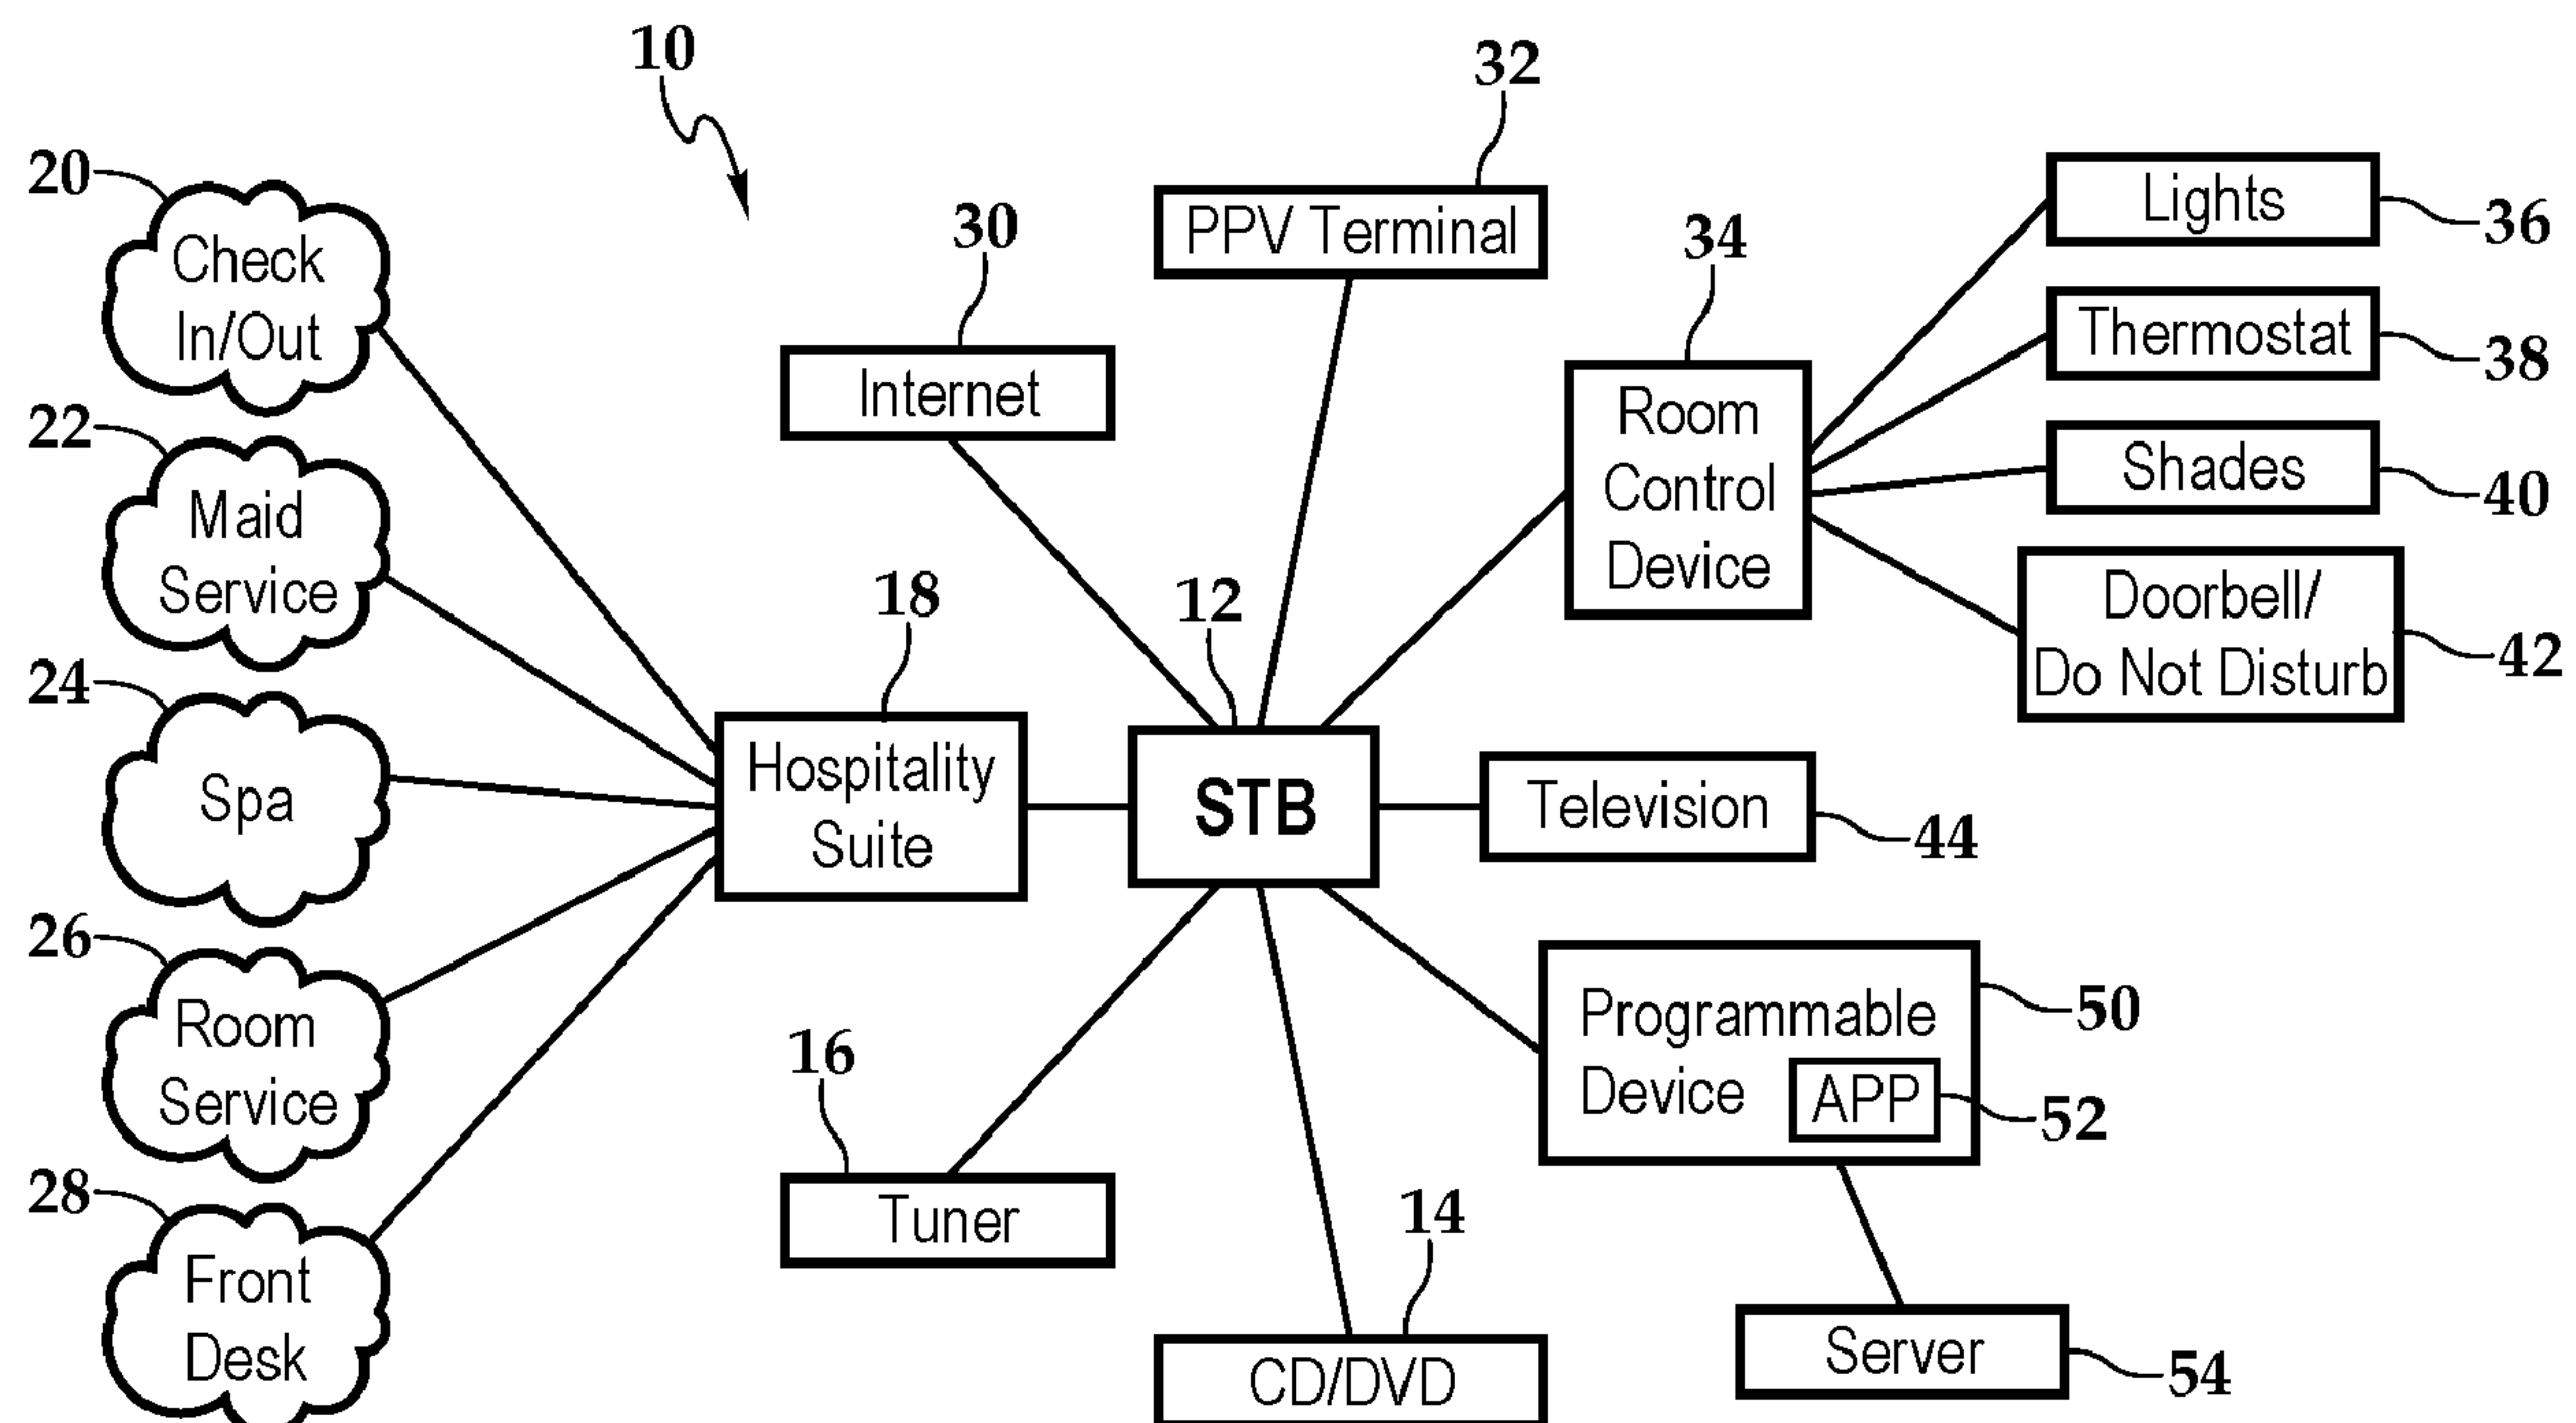 10
32
20
Check
In/Out
30
PPV Terminal
34
Lights
36
Internet
Thermostat
38
22
Maid
Service
Room
Control
Device
Shades
40
18
12
Doorbell/
Do Not Disturb
42
24
Spa
Hospitality
Suite
STB
Television
44
26
Room
Service
16
Programmable
Device
APP
50
52
28
Front
Desk
Tuner
14
CD/DVD
Server
54